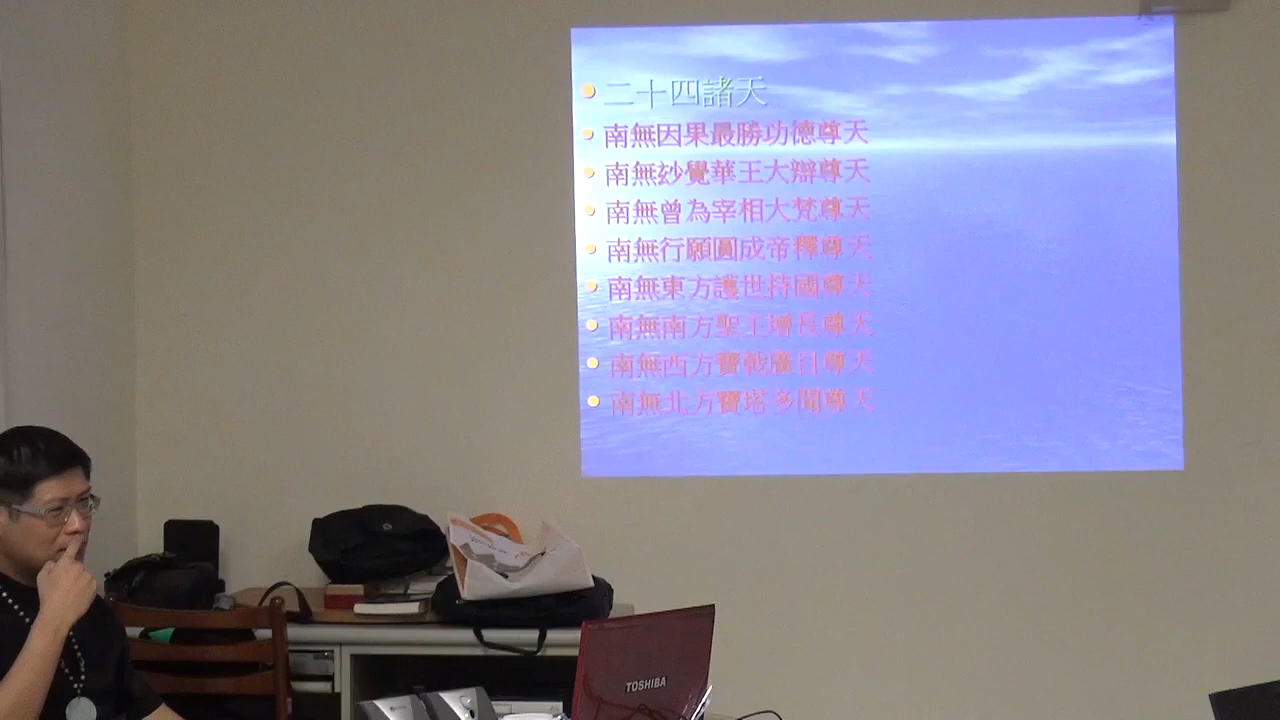 二十四諸天
南無因果最勝功德尊天
南無妙覺華王大辯尊天
南無曾為宰相大梵尊天
南無行願圓成帝釋尊天
南無東方護世持國尊天
南無南方聖王增長尊天
南無西方寶戟廣目尊天
南無北方寶塔多聞尊天
TOSHIBA